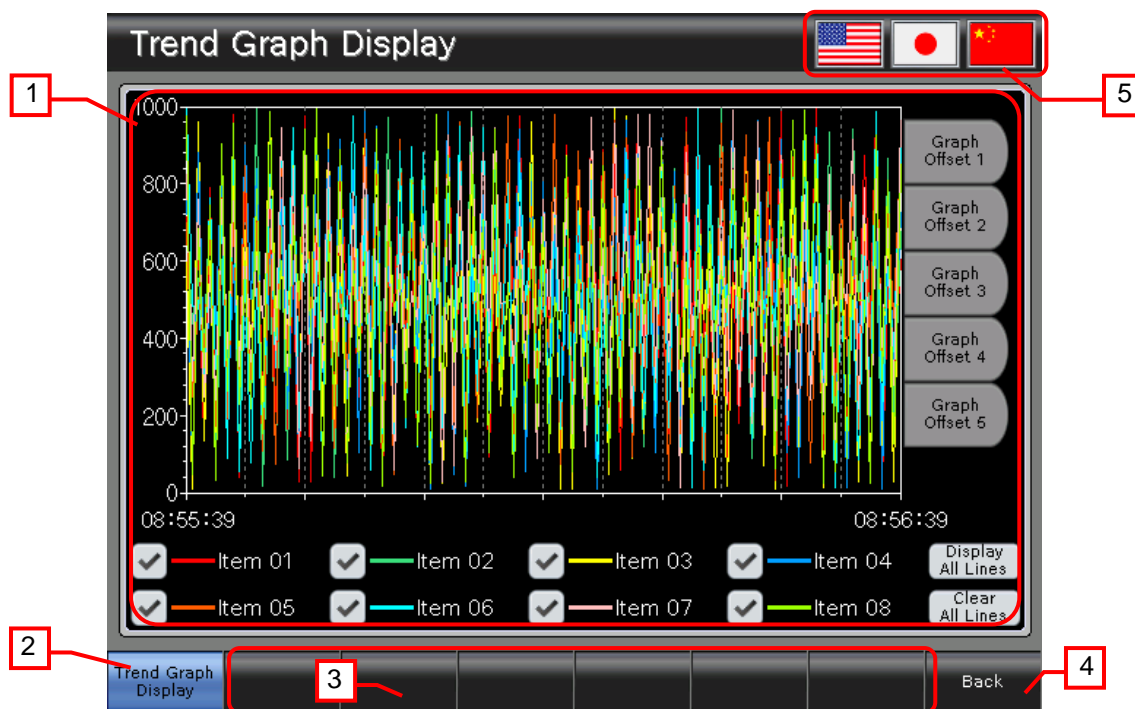 Trend Graph Display
5
1
1000
800
600
400
200
0
08:55:39
08:56:39
Graph
Offset 1
Graph
Offset 2
Graph
Offset 3
Graph
Offset 4
Graph
Offset 5
Item 01
Item 02
Item 03
Item 04
Display
All Lines
Item 05
Item 06
Item 07
Item 08
Clear
All Lines
2
Trend Graph
Display
3
Back
4